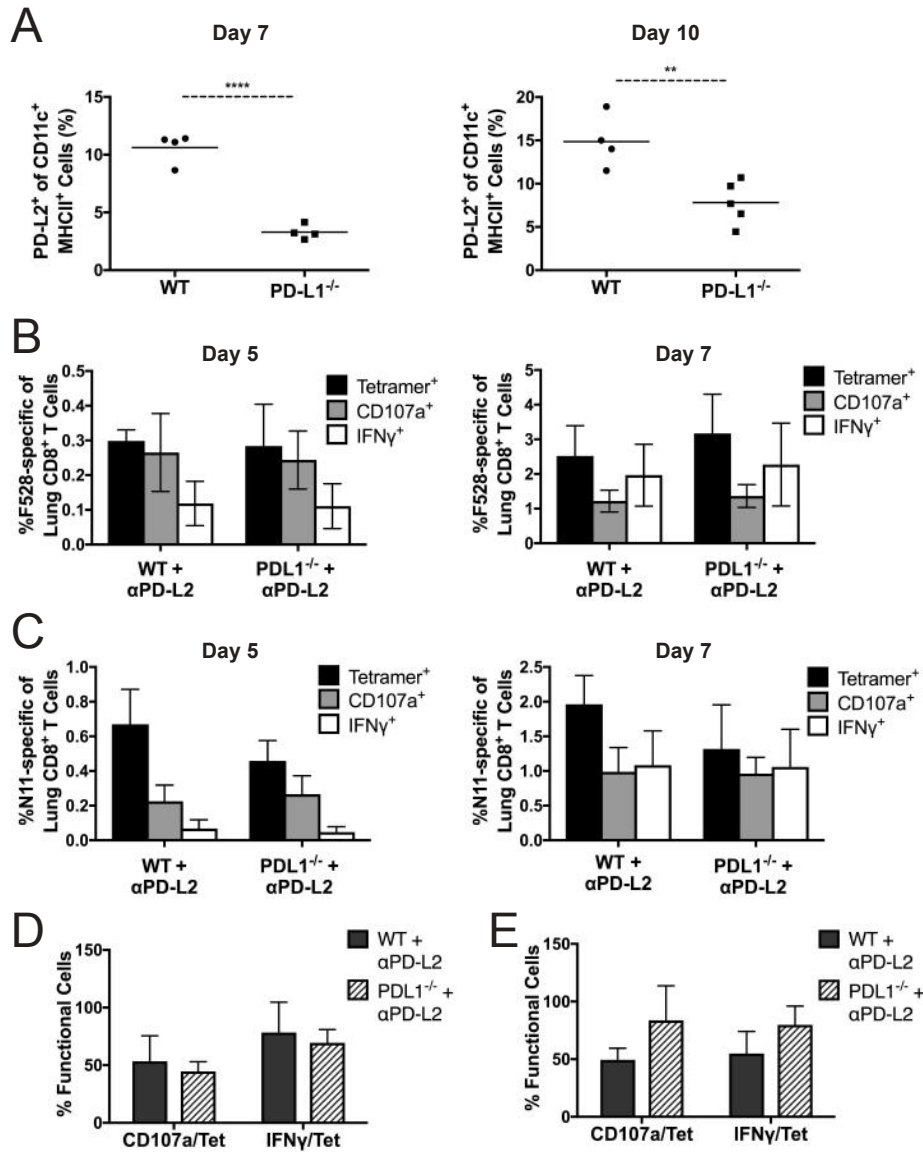 A
Day 7
Day 10
PD-L2⁺ of CD11c⁺
MHCII⁺ Cells (%)
15
10
5
0
****
WT
PD-L1⁻/⁻
PD-L2⁺ of CD11c⁺
MHCII⁺ Cells (%)
20
15
10
5
0
**
WT
PD-L1⁻/⁻
B
Day 5
Day 7
%F528-specific of
Lung CD8⁺ T Cells
0.5
0.4
0.3
0.2
0.1
0.0
Tetramer⁺
CD107a⁺
IFNγ⁺
WT +
αPD-L2
PDL1⁻/⁻ +
αPD-L2
%F528-specific of
Lung CD8⁺ T Cells
5
4
3
2
1
0
Tetramer⁺
CD107a⁺
IFNγ⁺
WT +
αPD-L2
PDL1⁻/⁻ +
αPD-L2
C
Day 5
Day 7
%N11-specific of
Lung CD8⁺ T Cells
1.0
0.8
0.6
0.4
0.2
0.0
Tetramer⁺
CD107a⁺
IFNγ⁺
WT +
αPD-L2
PDL1⁻/⁻ +
αPD-L2
%N11-specific of
Lung CD8⁺ T Cells
2.5
2.0
1.5
1.0
0.5
0.0
Tetramer⁺
CD107a⁺
IFNγ⁺
WT +
αPD-L2
PDL1⁻/⁻ +
αPD-L2
D
% Functional Cells
150
100
50
0
WT +
αPD-L2
PDL1⁻/⁻ +
αPD-L2
CD107a/Tet
IFNγ/Tet
E
% Functional Cells
150
100
50
0
WT +
αPD-L2
PDL1⁻/⁻ +
αPD-L2
CD107a/Tet
IFNγ/Tet